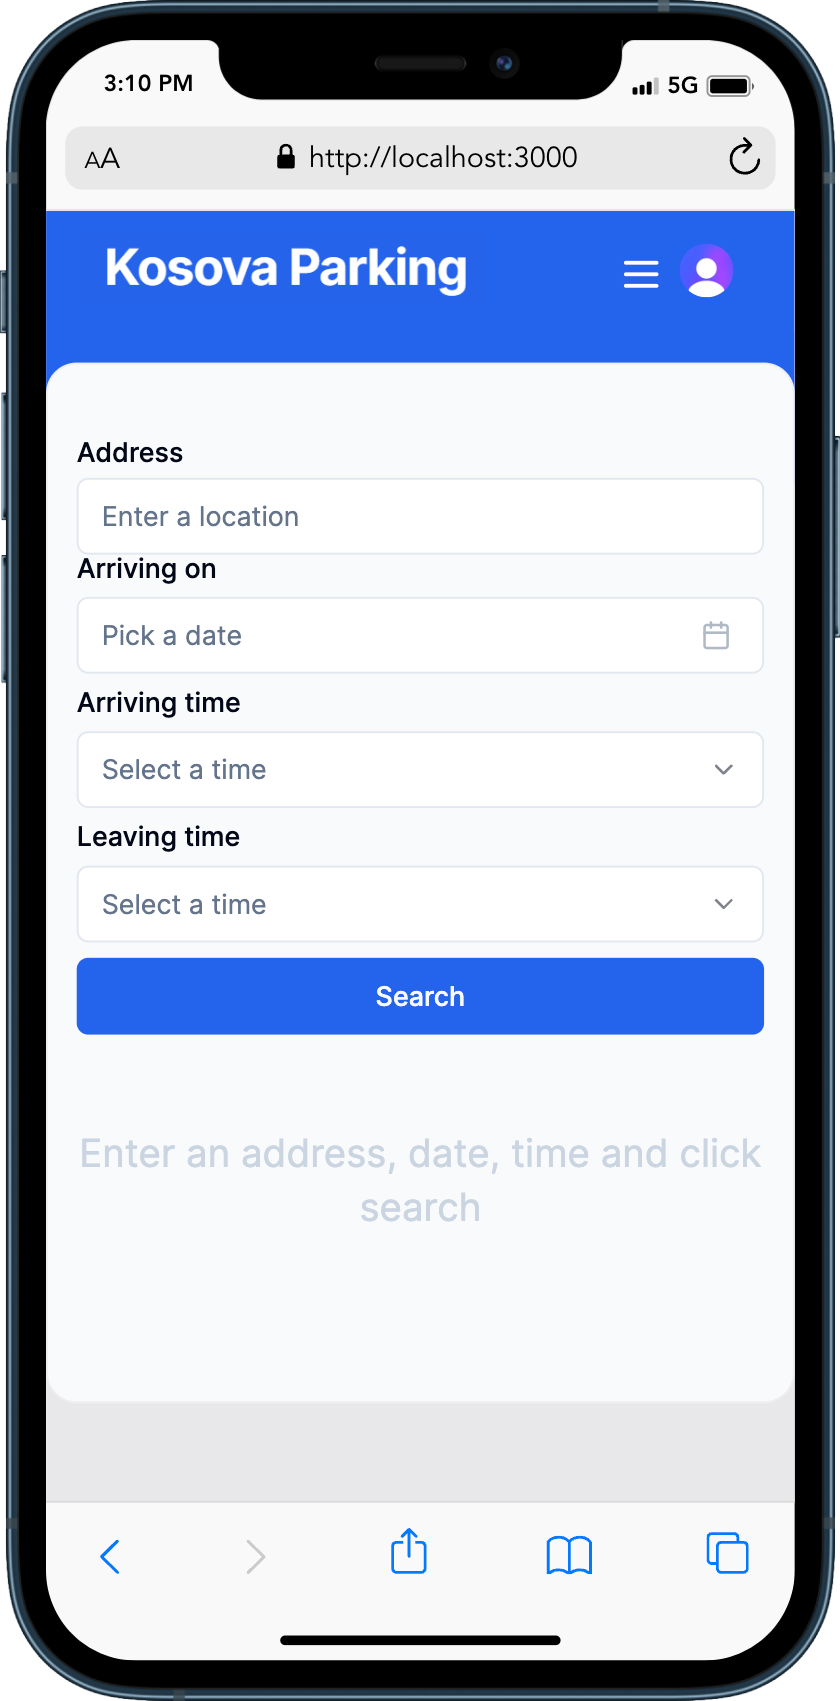 3:10 PM
5G
AA
http://localhost:3000
Kosova Parking
Address
Enter a location
Arriving on
Pick a date
Arriving time
Select a time
Leaving time
Select a time
Search
Enter an address, date, time and click
search